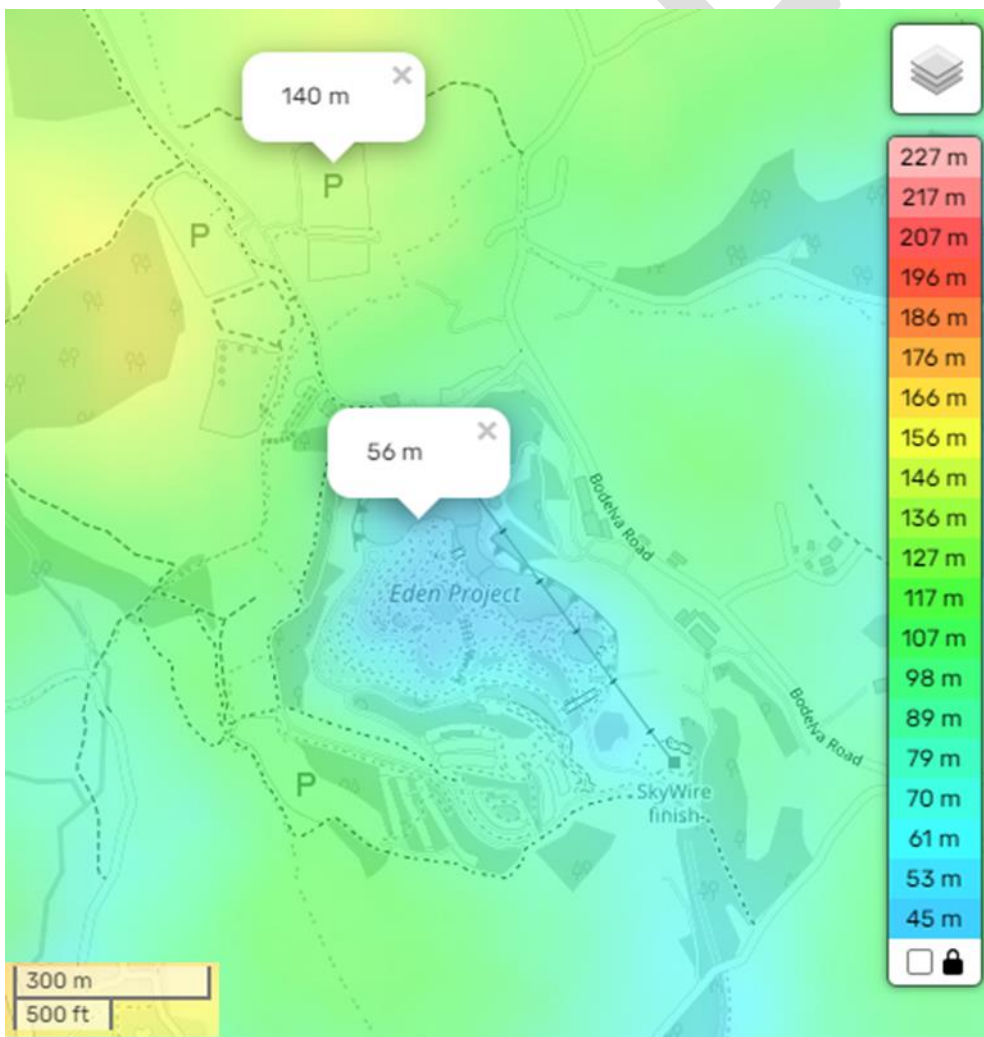 140 m
×
P
P
56 m
×
Bodelva Road
Eden Project
Bodelva Road
P
SkyWire
finish
300 m
500 ft
227 m
217 m
207 m
196 m
186 m
176 m
166 m
156 m
146 m
136 m
127 m
117 m
107 m
98 m
89 m
79 m
70 m
61 m
53 m
45 m